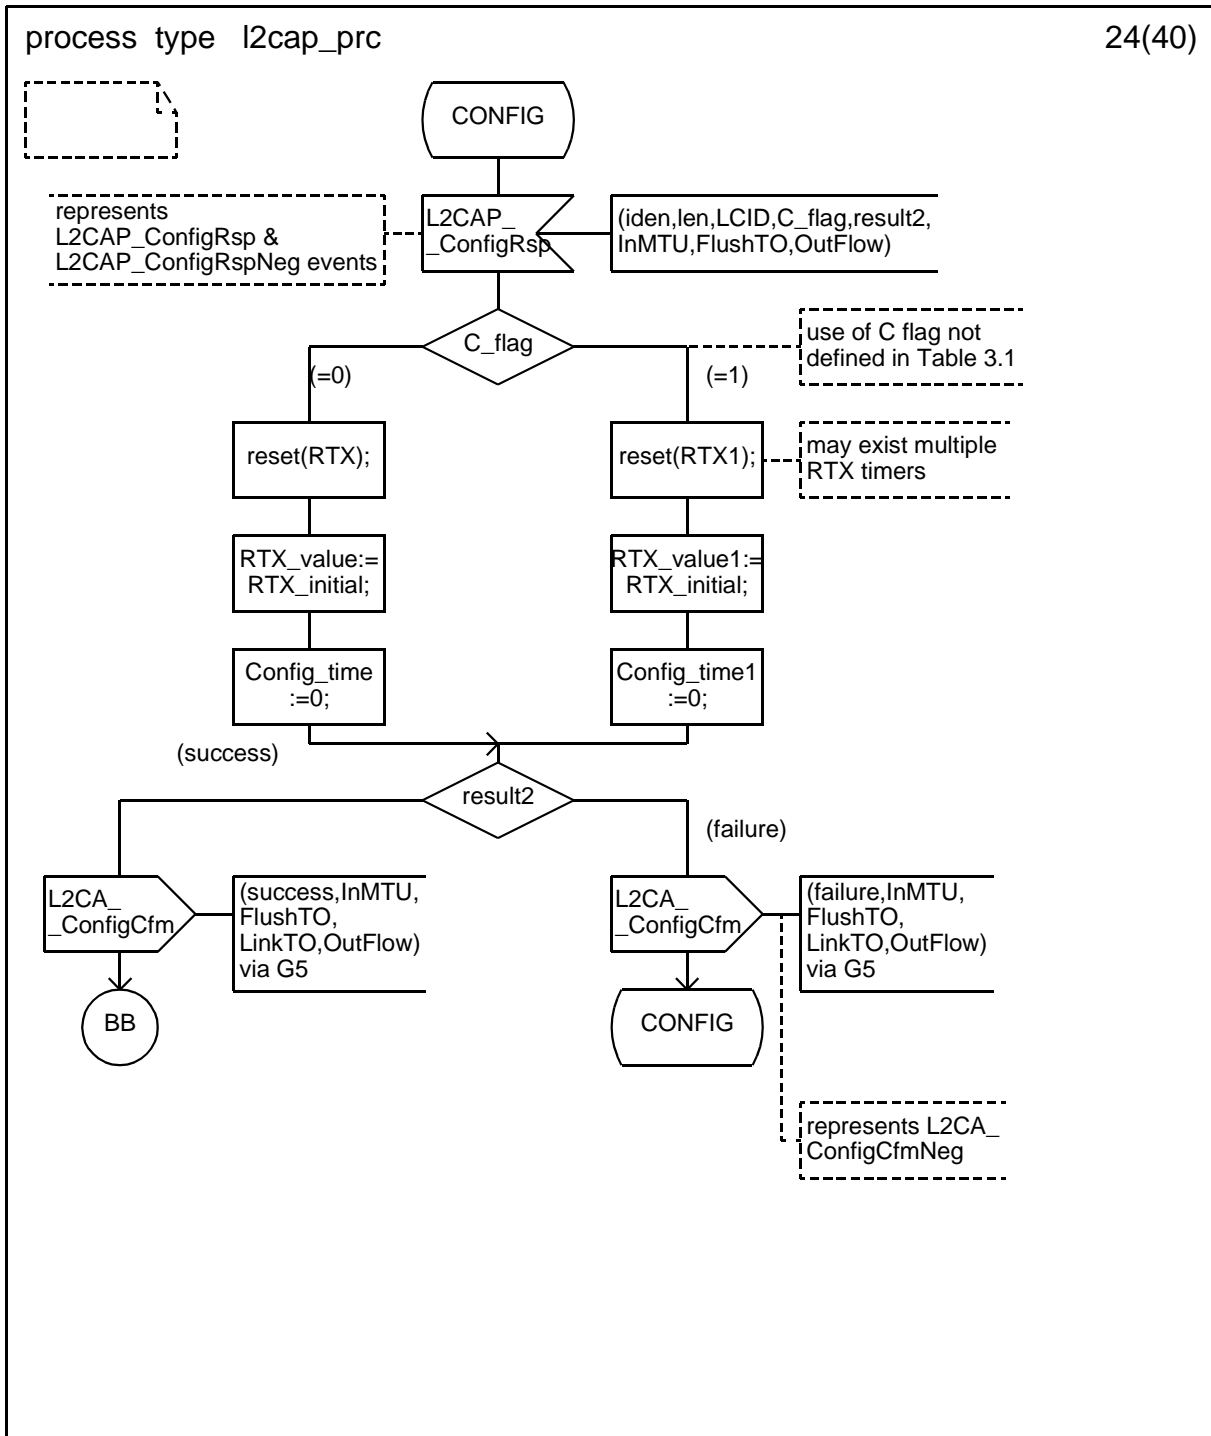 process type l2cap_prc
24(40)
CONFIG
represents
L2CAP_ConfigRsp &
L2CAP_ConfigRspNeg events
L2CAP_
_ConfigRsp
(iden,len,LCID,C_flag,result2,
InMTU,FlushTO,OutFlow)
C_flag
use of C flag not
defined in Table 3.1
(=0)
(=1)
reset(RTX);
reset(RTX1);
may exist multiple
RTX timers
RTX_value:=
RTX_initial;
RTX_value1:=
RTX_initial;
Config_time
:=0;
Config_time1
:=0;
(success)
result2
(failure)
L2CA_
_ConfigCfm
(success,InMTU,
FlushTO,
LinkTO,OutFlow)
via G5
L2CA_
_ConfigCfm
(failure,InMTU,
FlushTO,
LinkTO,OutFlow)
via G5
BB
CONFIG
represents L2CA_
ConfigCfmNeg